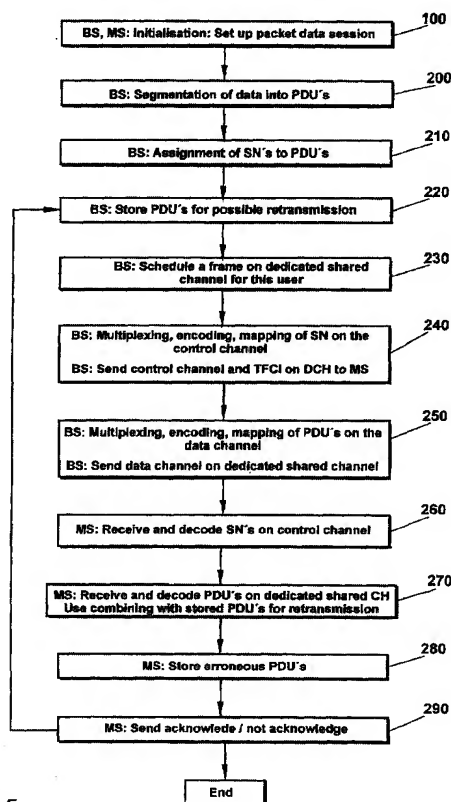 100
BS, MS: Initialisation: Set up packet data session
200
BS: Segmentation of data into PDU´s
210
BS: Assignment of SN´s to PDU´s
220
BS: Store PDU´s for possible retransmission
230
BS: Schedule a frame on dedicated shared
channel for this user
240
BS: Multiplexing, encoding, mapping of SN on the
control channel
BS: Send control channel and TFCI on DCH to MS
250
BS: Multiplexing, encoding, mapping of PDU´s on the
data channel
BS: Send data channel on dedicated shared channel
260
MS: Receive and decode SN´s on control channel
270
MS: Receive and decode PDU´s on dedicated shared CH
Use combining with stored PDU´s for retransmission
280
MS: Store erroneous PDU´s
290
MS: Send acknowlede / not acknowledge
End